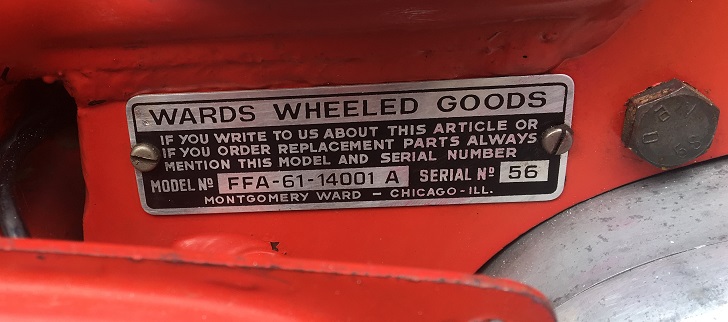 WARDS WHEELED GOODS
IF YOU WRITE TO US ABOUT THIS ARTICLE OR
IF YOU ORDER REPLACEMENT PARTS ALWAYS
MENTION THIS MODEL AND SERIAL NUMBER
MODEL Nº FFA-61-14001 A SERIAL Nº 56
MONTGOMERY WARD – CHICAGO-ILL.